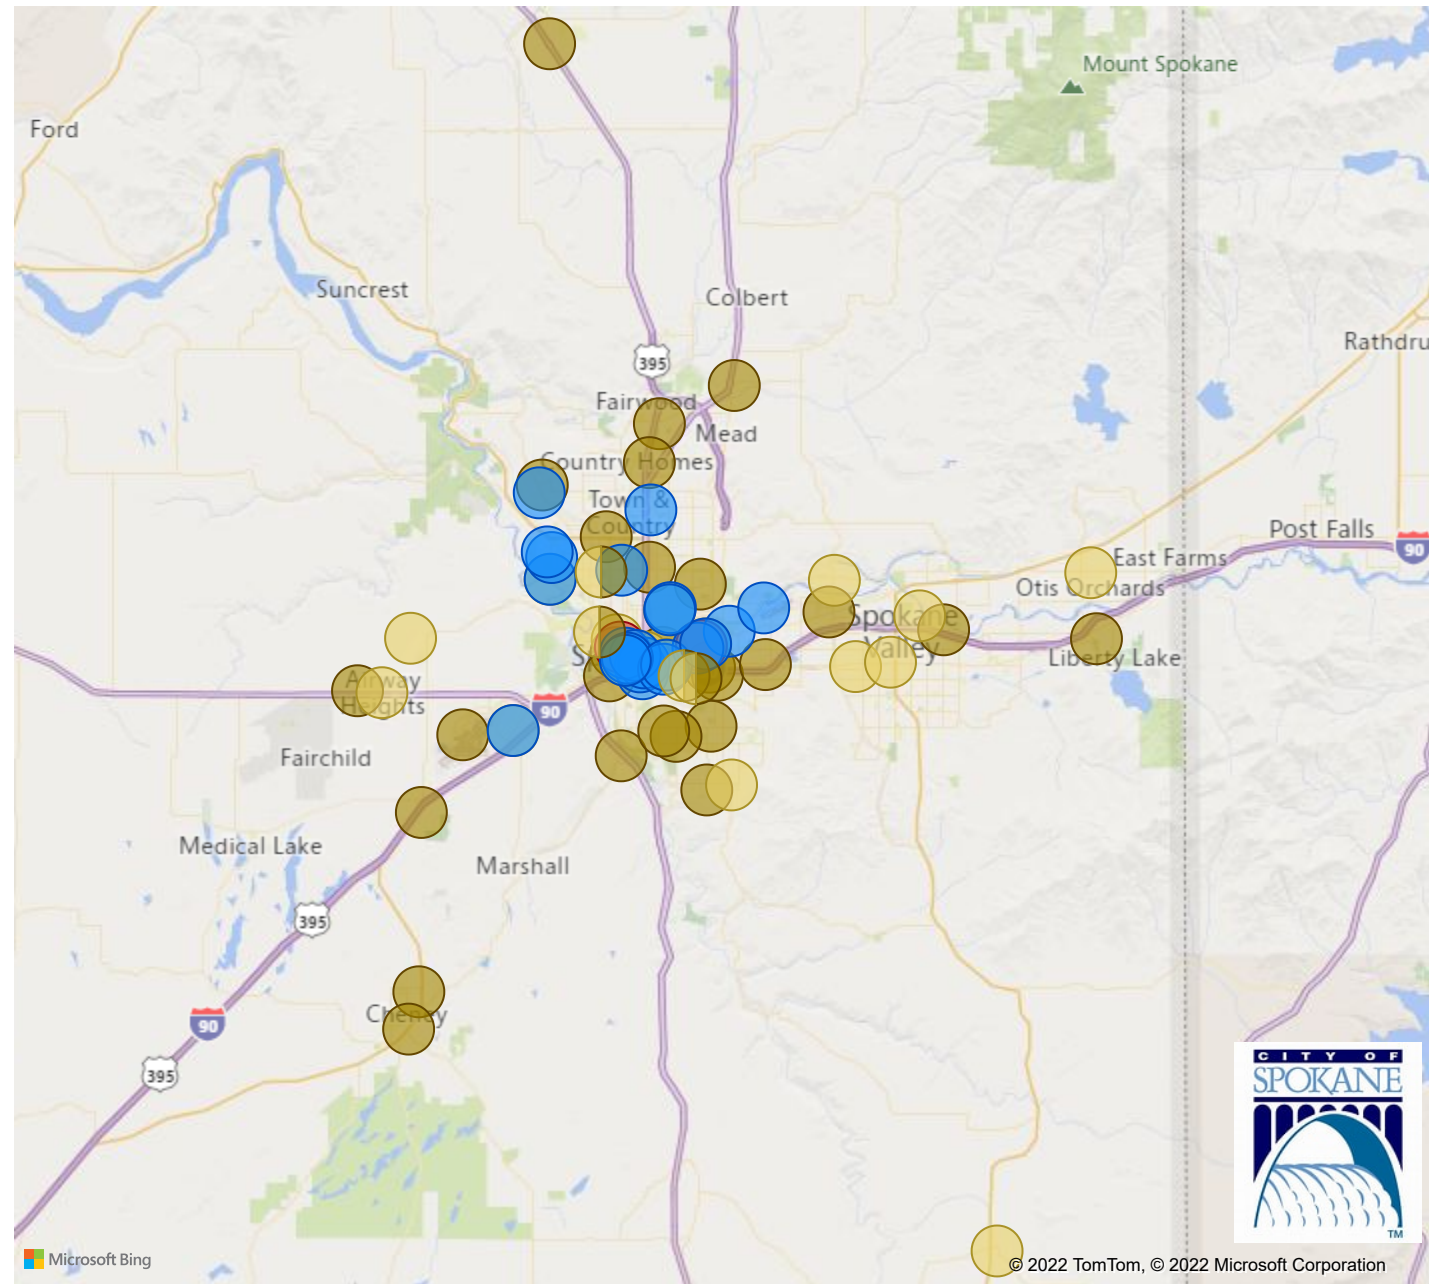 Mount Spokane
Ford
Suncrest
Colbert
Rathdru
395
Fairwood
Mead
Country Homes
Town &
Country
Post Falls
90
East Farms
Otis Orchards
Spokane
Valley
S
Liberty Lake
Airway
Heights
90
Fairchild
Medical Lake
Marshall
395
Cheney
90
395
CITY OF
SPOKANE
TM
Microsoft Bing
© 2022 TomTom, © 2022 Microsoft Corporation